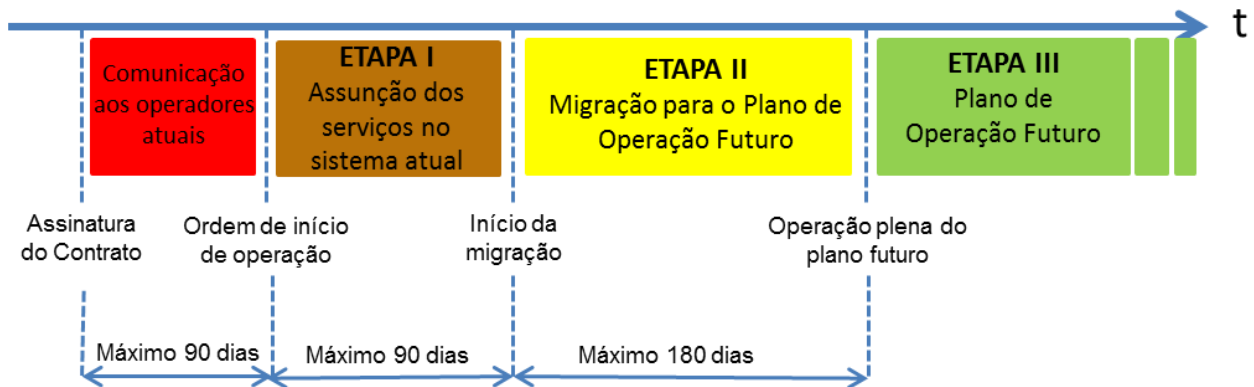 t
Comunicação
aos operadores
atuais
ETAPA I
Assunção dos
serviços no
sistema atual
ETAPA II
Migração para o Plano de
Operação Futuro
ETAPA III
Plano de
Operação Futuro
Assinatura
do Contrato
Ordem de início
de operação
Início da
migração
Operação plena do
plano futuro
Máximo 90 dias
Máximo 90 dias
Máximo 180 dias